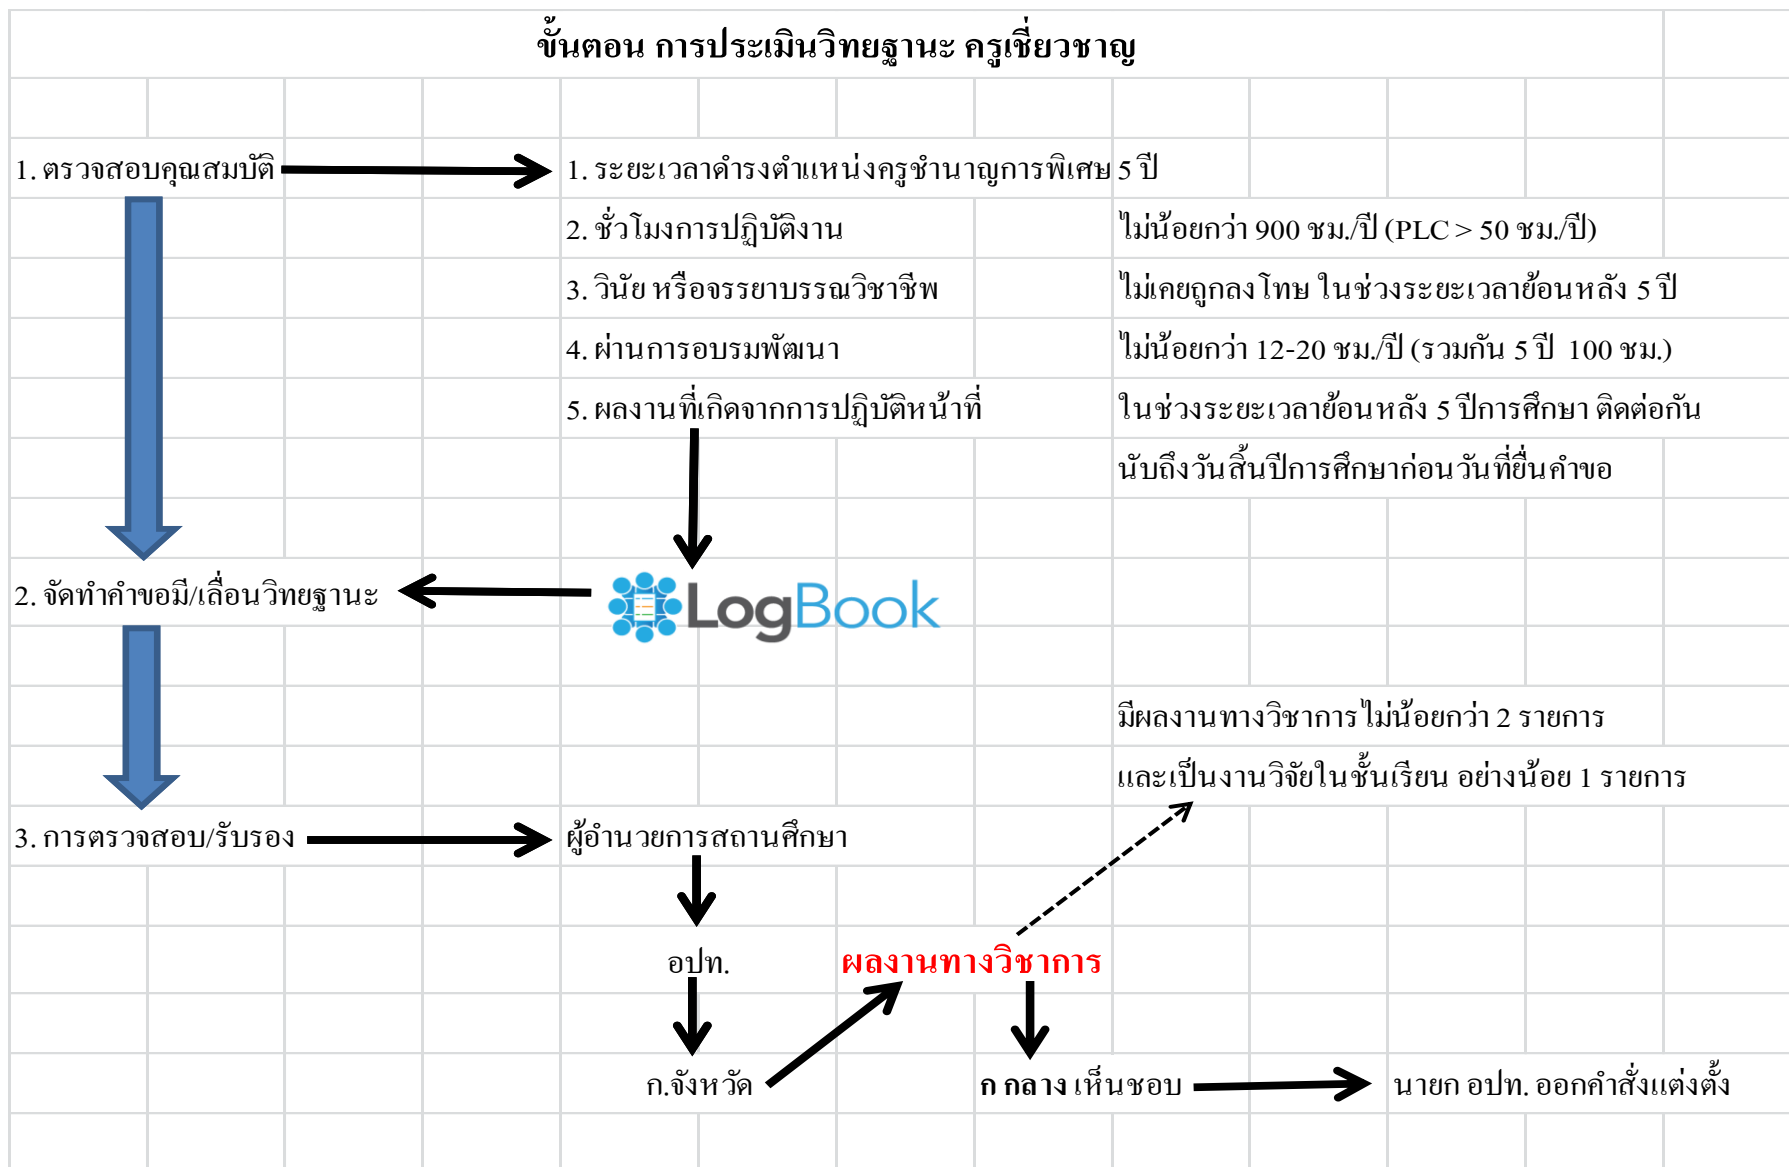 ขั้นตอน การประเมินวิทยฐานะ ครูเชี่ยวชาญ
1. ตรวจสอบคุณสมบัติ
1. ระยะเวลาดำรงตำแหน่งครูชำนาญการพิเศษ 5 ปี
2. ชั่วโมงการปฏิบัติงาน ไม่น้อยกว่า 900 ชม./ปี (PLC > 50 ชม./ปี)
3. วินัย หรือจรรยาบรรณวิชาชีพ ไม่เคยถูกลงโทษ ในช่วงระยะเวลาย้อนหลัง 5 ปี
4. ผ่านการอบรมพัฒนา ไม่น้อยกว่า 12-20 ชม./ปี (รวมกัน 5 ปี 100 ชม.)
5. ผลงานที่เกิดจากการปฏิบัติหน้าที่ ในช่วงระยะเวลาย้อนหลัง 5 ปีการศึกษา ติดต่อกัน
นับถึงวันสิ้นปีการศึกษาก่อนวันที่ยื่นคำขอ
2. จัดทำคำขอมี/เลื่อนวิทยฐานะ
LogBook
มีผลงานทางวิชาการไม่น้อยกว่า 2 รายการ
และเป็นงานวิจัยในชั้นเรียน อย่างน้อย 1 รายการ
3. การตรวจสอบ/รับรอง
ผู้อำนวยการสถานศึกษา
อปท.
ผลงานทางวิชาการ
ก.จังหวัด
ก กลาง เห็นชอบ
นายก อปท. ออกคำสั่งแต่งตั้ง